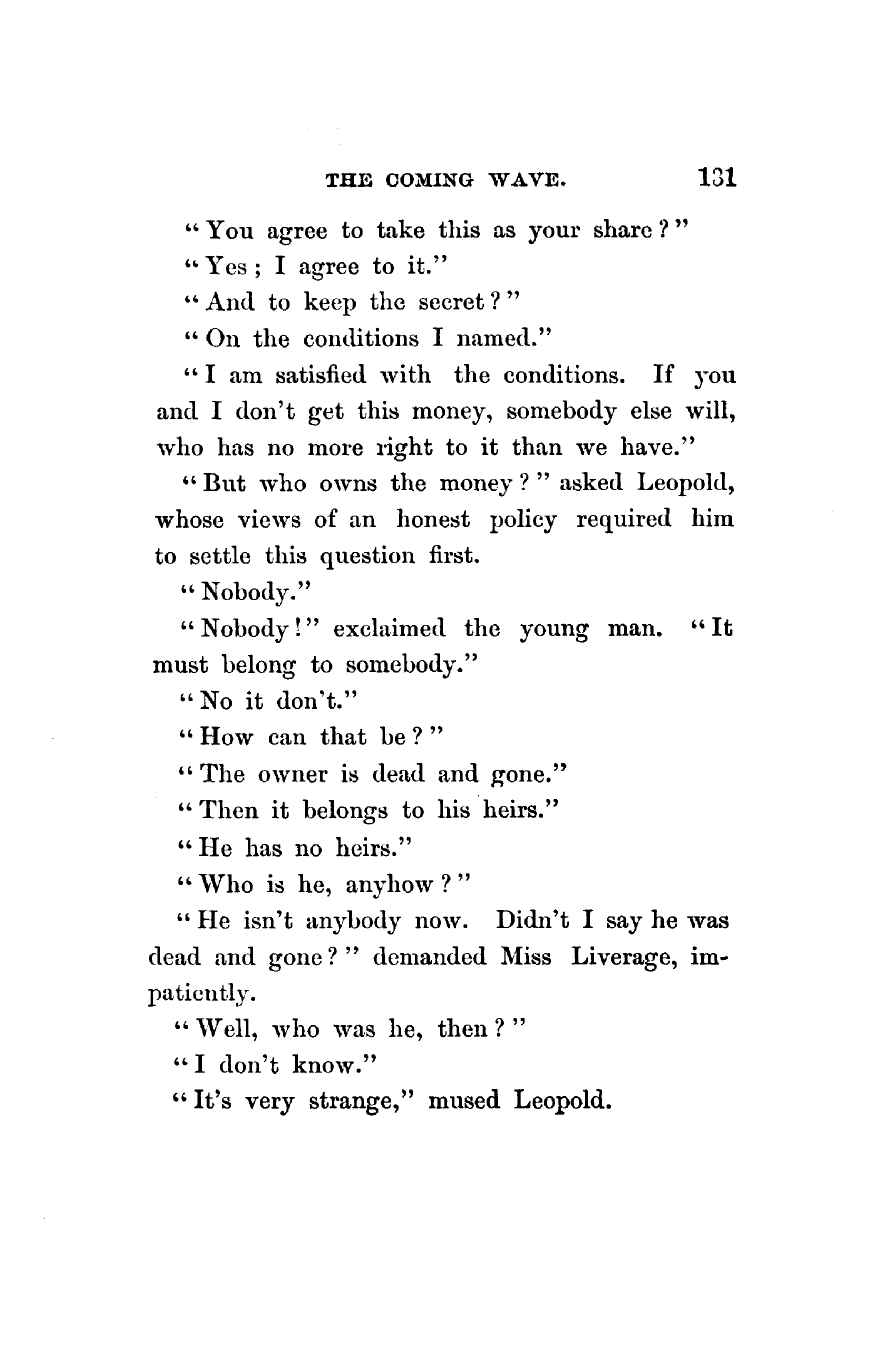 THE COMING WAVE. 131
“You agree to take this as your share?”
“Yes; I agree to it.”
“And to keep the secret?”
“On the conditions I named.”
“I am satisfied with the conditions. If you
and I don't get this money, somebody else will,
who has no more right to it than we have.”
“But who owns the money?” asked Leopold,
whose views of an honest policy required him
to settle this question first.
“Nobody.”
“Nobody!” exclaimed the young man. “It
must belong to somebody.”
“No it don't.”
“How can that be?”
“The owner is dead and gone.”
“Then it belongs to his heirs.”
“He has no heirs.”
“Who is he, anyhow?”
“He isn't anybody now. Didn't I say he was
dead and gone?” demanded Miss Liverage, im-
patiently.
“Well, who was he, then?”
“I don't know.”
“It's very strange,” mused Leopold.